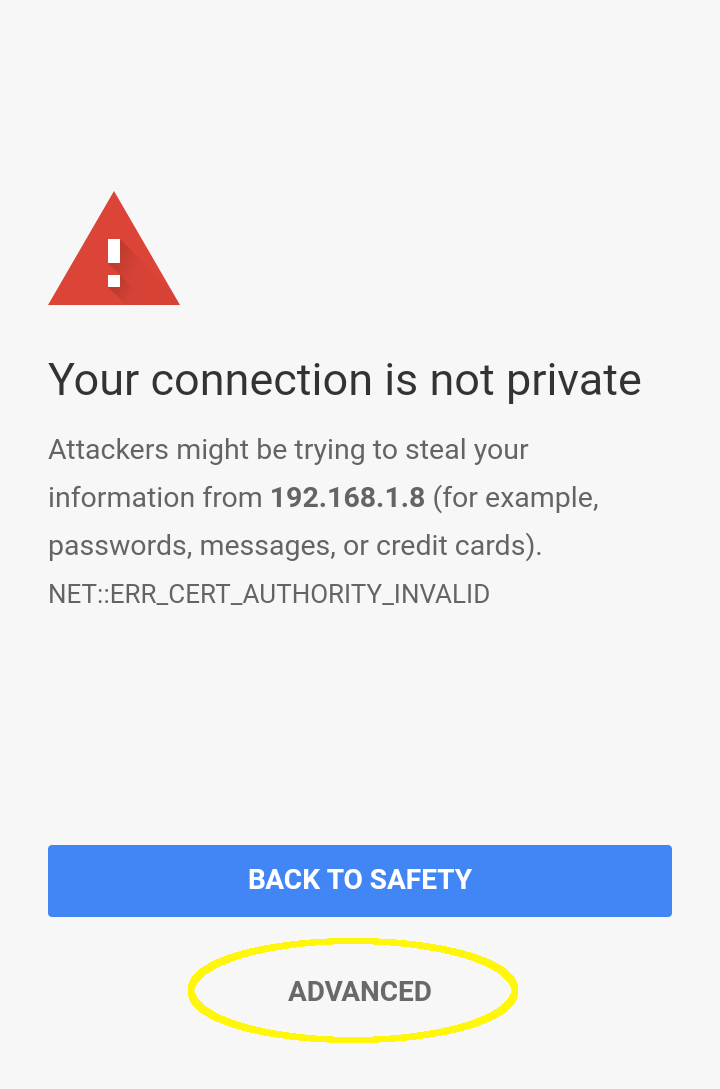 Your connection is not private
Attackers might be trying to steal your
information from 192.168.1.8 (for example,
passwords, messages, or credit cards).
NET::ERR_CERT_AUTHORITY_INVALID
BACK TO SAFETY
ADVANCED